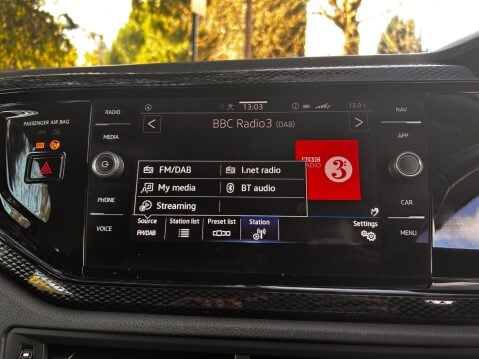 RADIO
13:03
15.0°C
NAV
PASSENGER AIR BAG
OFF
ON
MEDIA
BBC Radio3 (DAB)
APP
BBC
RADIO
3
FM/DAB
I.net radio
My media
BT audio
Streaming
PHONE
CAR
VOICE
Source
Station list
Preset list
Station
Settings
FM/DAB
MENU